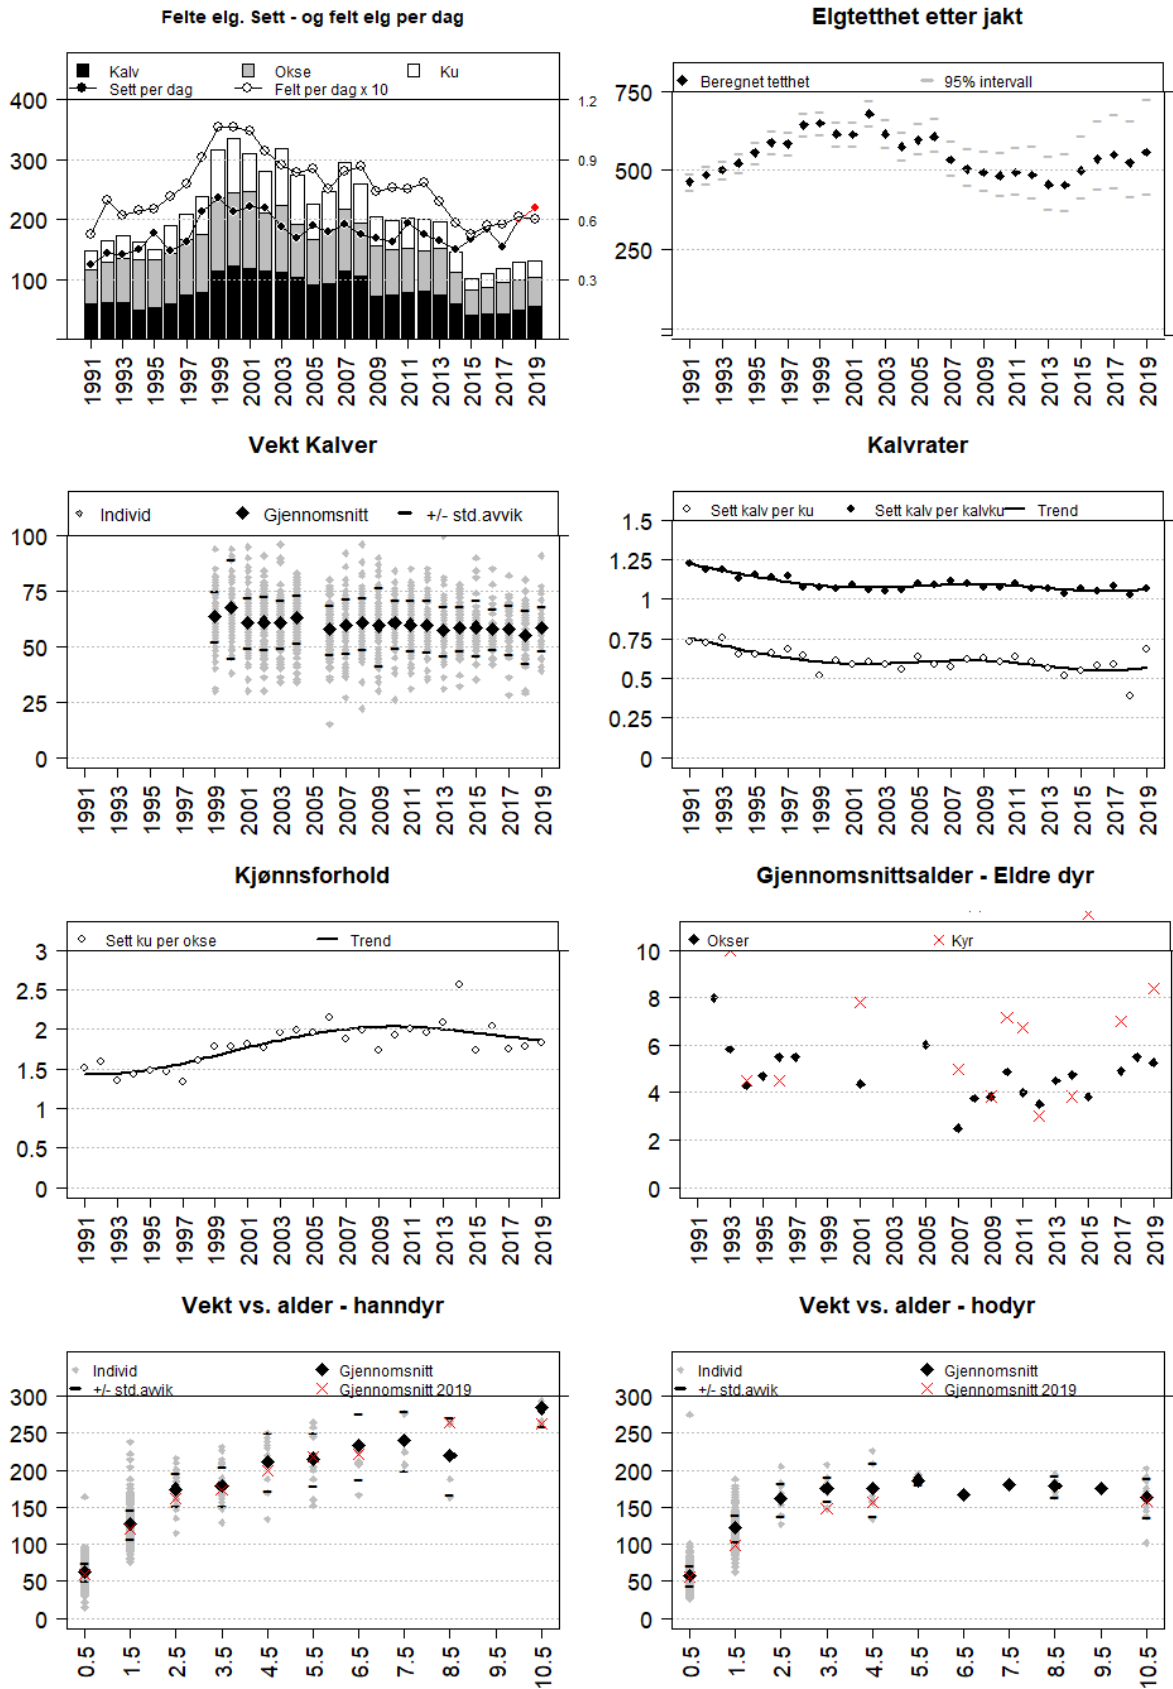 Felte elg. Sett - og felt elg per dag
Kalv Okse Ku
Sett per dag Felt per dag x 10
400
300
200
100
1.2
0.9
0.6
0.3
1991 1993 1995 1997 1999 2001 2003 2005 2007 2009 2011 2013 2015 2017 2019
Elgtetthet etter jakt
Beregnet tetthet 95% intervall
750
500
250
1991 1993 1995 1997 1999 2001 2003 2005 2007 2009 2011 2013 2015 2017 2019
Vekt Kalver
Individ Gjennomsnitt +/- std.avvik
100
75
50
25
0
1991 1993 1995 1997 1999 2001 2003 2005 2007 2009 2011 2013 2015 2017 2019
Kalvrater
Sett kalv per ku Sett kalv per kalvku Trend
1.5
1.25
1
0.75
0.5
0.25
0
1991 1993 1995 1997 1999 2001 2003 2005 2007 2009 2011 2013 2015 2017 2019
Kjønnsforhold
Sett ku per okse Trend
3
2.5
2
1.5
1
0.5
0
1991 1993 1995 1997 1999 2001 2003 2005 2007 2009 2011 2013 2015 2017 2019
Gjennomsnittsalder - Eldre dyr
Okser Kyr
10
8
6
4
2
0
1991 1993 1995 1997 1999 2001 2003 2005 2007 2009 2011 2013 2015 2017 2019
Vekt vs. alder - hanndyr
Individ Gjennomsnitt
+/- std.avvik Gjennomsnitt 2019
300
250
200
150
100
50
0
0.5 1.5 2.5 3.5 4.5 5.5 6.5 7.5 8.5 9.5 10.5
Vekt vs. alder - hodyr
Individ Gjennomsnitt
+/- std.avvik Gjennomsnitt 2019
300
250
200
150
100
50
0
0.5 1.5 2.5 3.5 4.5 5.5 6.5 7.5 8.5 9.5 10.5